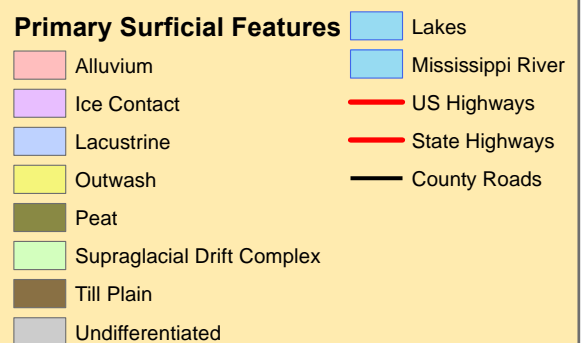 Primary Surficial Features
Alluvium
Ice Contact
Lacustrine
Outwash
Peat
Supraglacial Drift Complex
Till Plain
Undifferentiated
Lakes
Mississippi River
US Highways
State Highways
County Roads